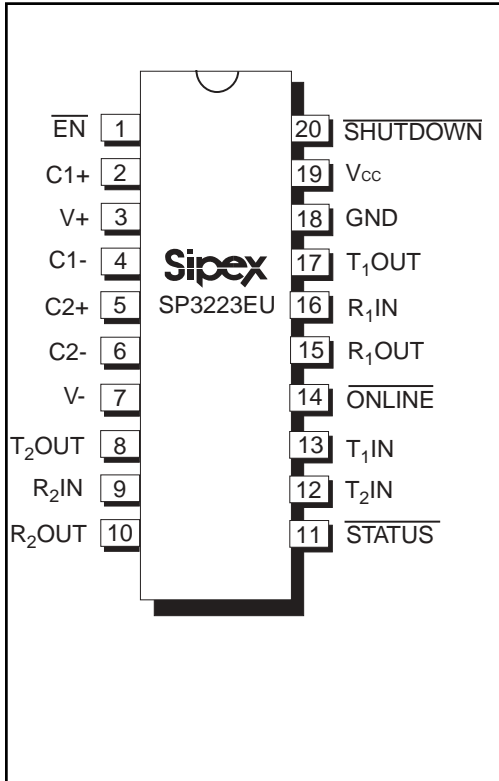 EN 1
C1+ 2
V+ 3
C1- 4
C2+ 5
C2- 6
V- 7
T₂OUT 8
R₂IN 9
R₂OUT 10
Sipex
SP3223EU
20 SHUTDOWN
19 Vcc
18 GND
17 T₁OUT
16 R₁IN
15 R₁OUT
14 ONLINE
13 T₁IN
12 T₂IN
11 STATUS